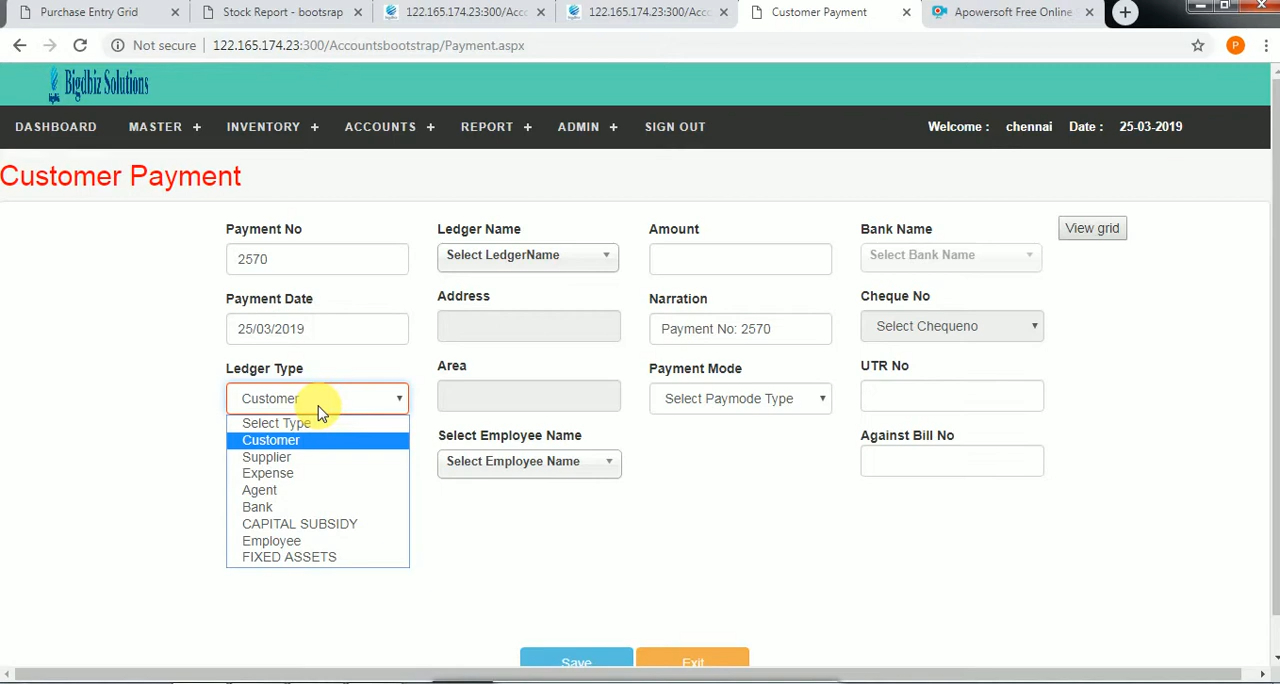 Purchase Entry Grid
Stock Report - bootsrap
122.165.174.23:300/Acc
122.165.174.23:300/Acc
Customer Payment
Apowersoft Free Online
Not secure
122.165.174.23:300/Accountsbootstrap/Payment.aspx
P
Bigdbiz Solutions
DASHBOARD MASTER + INVENTORY + ACCOUNTS + REPORT + ADMIN + SIGN OUT Welcome : chennai Date : 25-03-2019
Customer Payment
Payment No
2570
Payment Date
25/03/2019
Ledger Type
Customer
Select Type
Customer
Supplier
Expense
Agent
Bank
CAPITAL SUBSIDY
Employee
FIXED ASSETS
Ledger Name
Select LedgerName
Address
Area
Select Employee Name
Select Employee Name
Amount
Narration
Payment No: 2570
Payment Mode
Select Paymode Type
Bank Name
Select Bank Name
Cheque No
Select Chequeno
UTR No
Against Bill No
View grid
Save
Exit